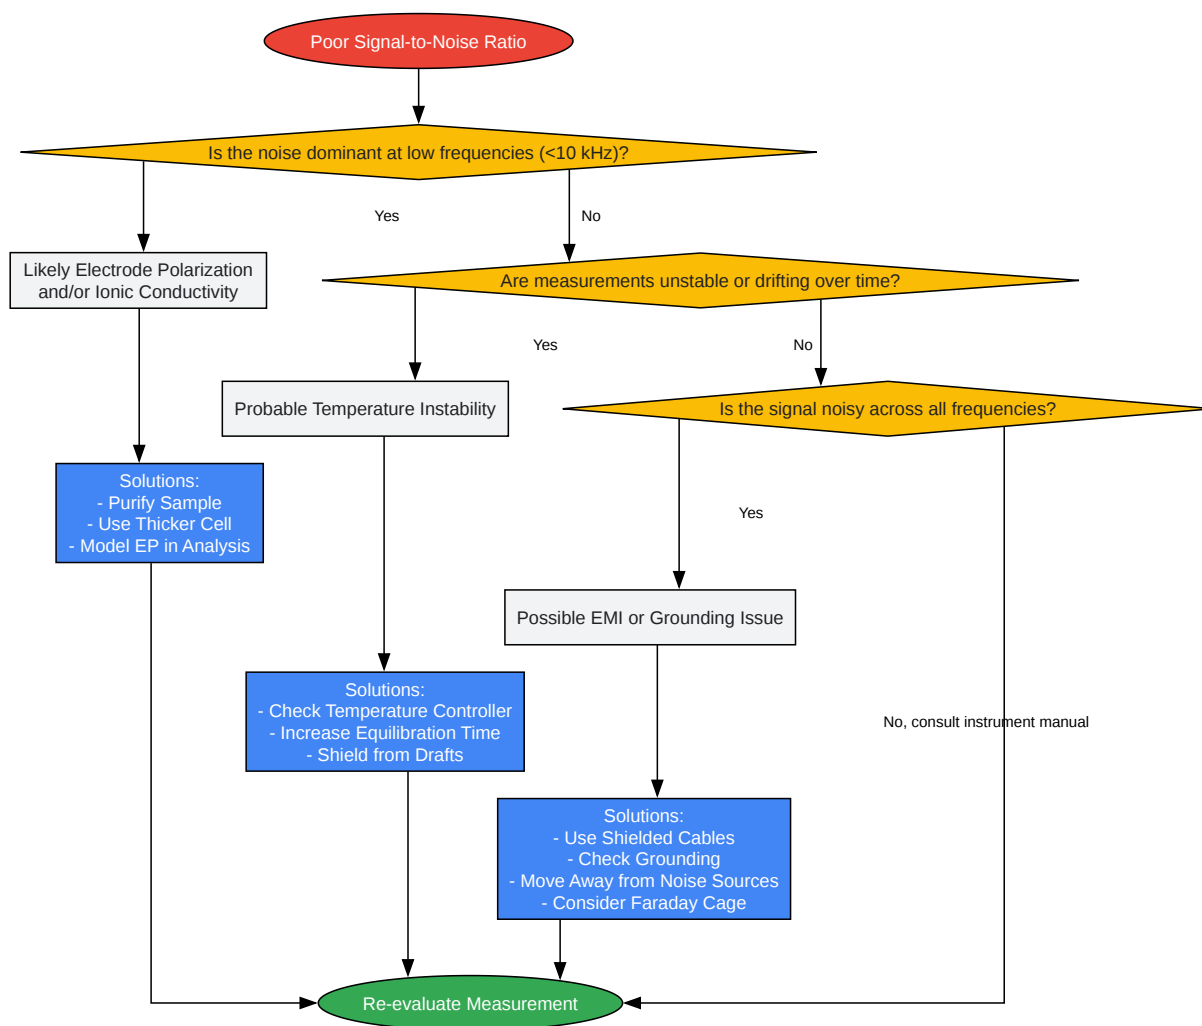 Poor Signal-to-Noise Ratio
Is the noise dominant at low frequencies (<10 kHz)?
Yes
No
Likely Electrode Polarization
and/or Ionic Conductivity
Are measurements unstable or drifting over time?
Yes
No
Probable Temperature Instability
Is the signal noisy across all frequencies?
Solutions:
- Purify Sample
- Use Thicker Cell
- Model EP in Analysis
Yes
Possible EMI or Grounding Issue
Solutions:
- Check Temperature Controller
- Increase Equilibration Time
- Shield from Drafts
No, consult instrument manual
Solutions:
- Use Shielded Cables
- Check Grounding
- Move Away from Noise Sources
- Consider Faraday Cage
Re-evaluate Measurement